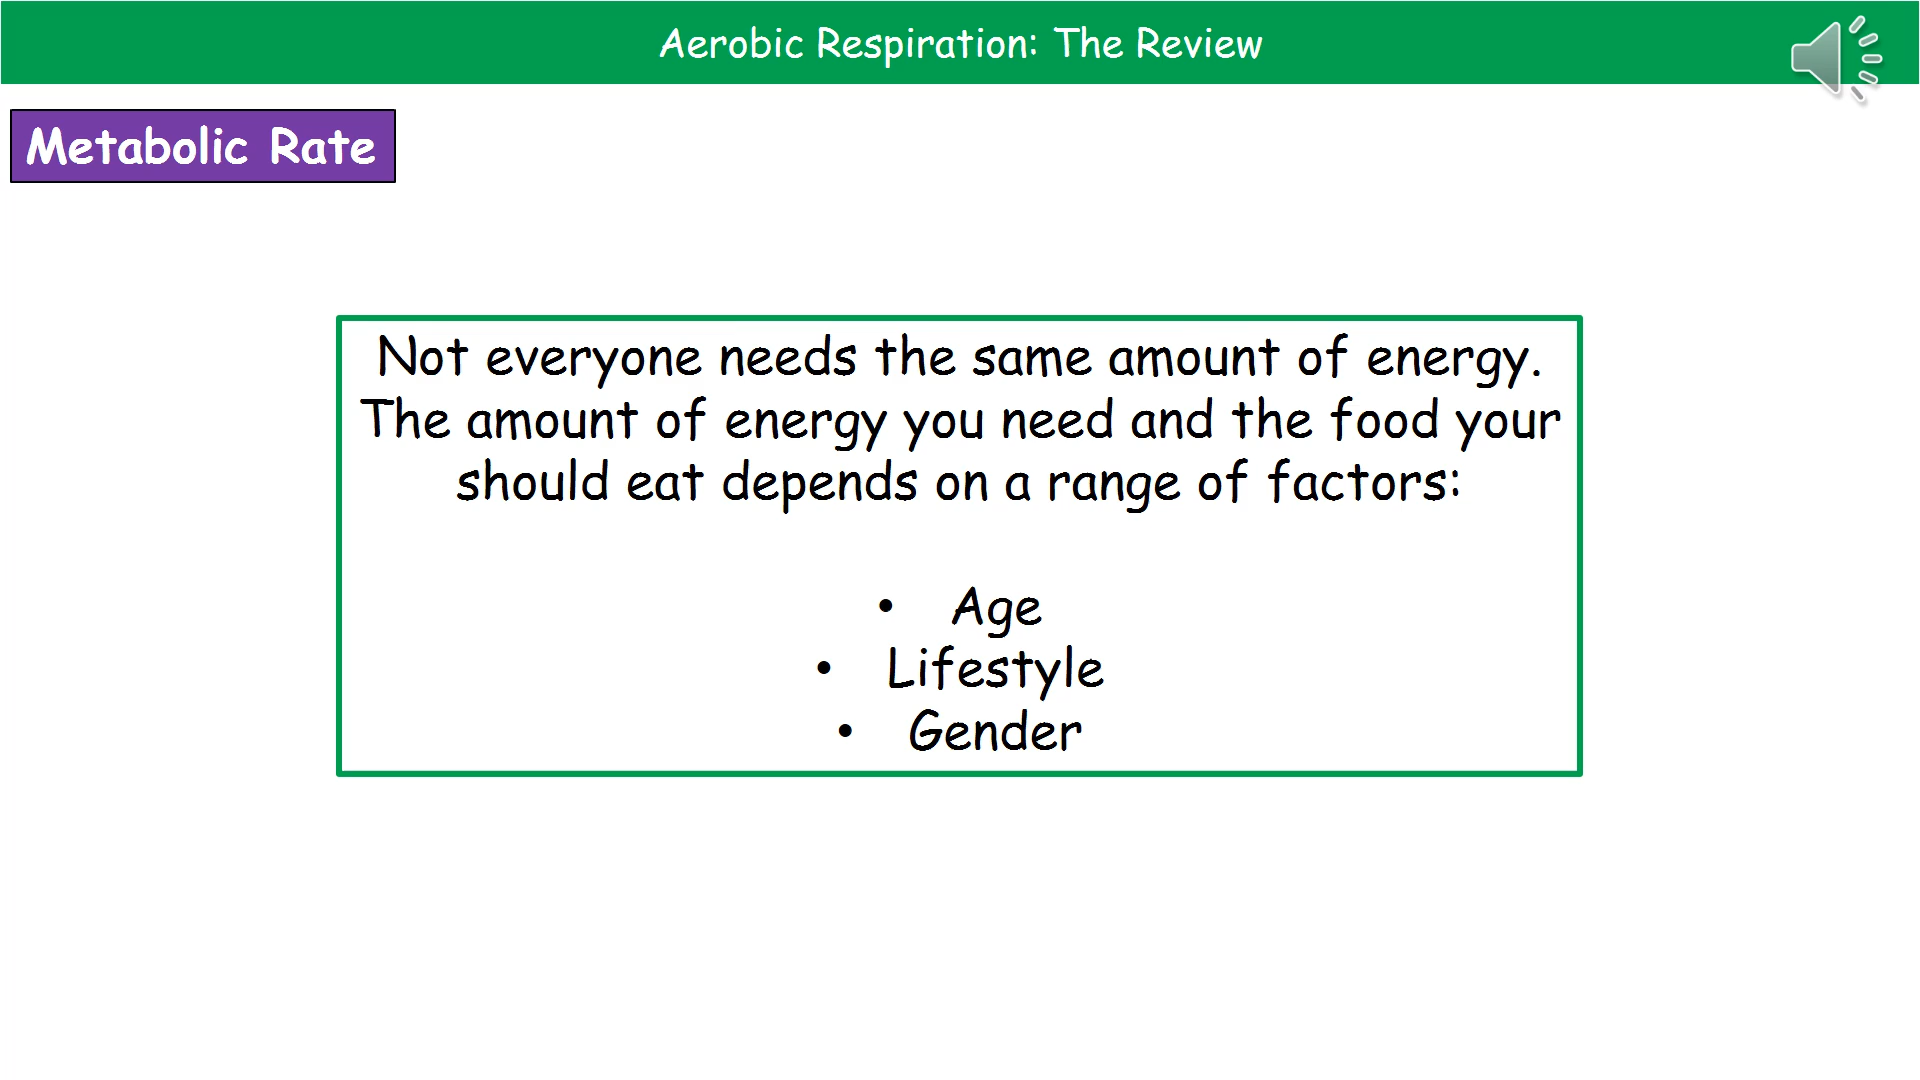 Aerobic Respiration: The Review
Metabolic Rate
Not everyone needs the same amount of energy.
The amount of energy you need and the food your
should eat depends on a range of factors:
• Age
• Lifestyle
• Gender